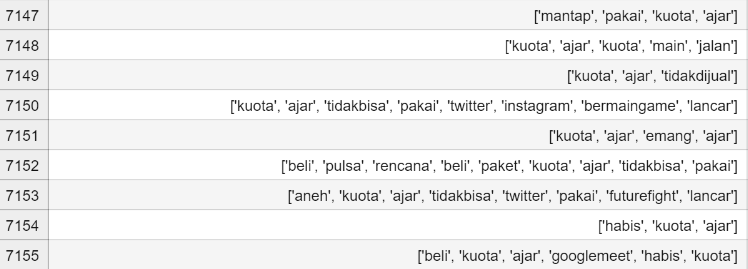 7147 ['mantap', 'pakai', 'kuota', 'ajar']
7148 ['kuota', 'ajar', 'kuota', 'main', 'jalan']
7149 ['kuota', 'ajar', 'tidakdijual']
7150 ['kuota', 'ajar', 'tidakbisa', 'pakai', 'twitter', 'instagram', 'bermaingame', 'lancar']
7151 ['kuota', 'ajar', 'emang', 'ajar']
7152 ['beli', 'pulsa', 'rencana', 'beli', 'paket', 'kuota', 'ajar', 'tidakbisa', 'pakai']
7153 ['aneh', 'kuota', 'ajar', 'tidakbisa', 'twitter', 'pakai', 'futurefight', 'lancar']
7154 ['habis', 'kuota', 'ajar']
7155 ['beli', 'kuota', 'ajar', 'googlemeet', 'habis', 'kuota']